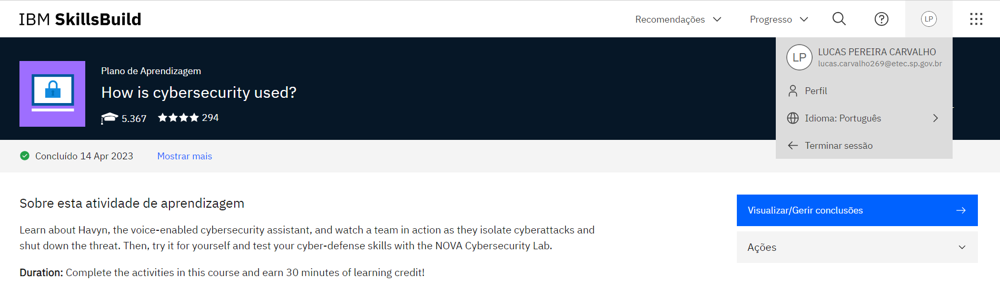 IBM SkillsBuild
Recomendações
Progresso
LP
LP
LUCAS PEREIRA CARVALHO
lucas.carvalho269@etec.sp.gov.br
Perfil
Idioma: Português
Terminar sessão
Plano de Aprendizagem
How is cybersecurity used?
5.367
294
Concluído 14 Apr 2023
Mostrar mais
Sobre esta atividade de aprendizagem
Learn about Havyn, the voice-enabled cybersecurity assistant, and watch a team in action as they isolate cyberattacks and
shut down the threat. Then, try it for yourself and test your cyber-defense skills with the NOVA Cybersecurity Lab.
Duration: Complete the activities in this course and earn 30 minutes of learning credit!
Visualizar/Gerir conclusões
Ações